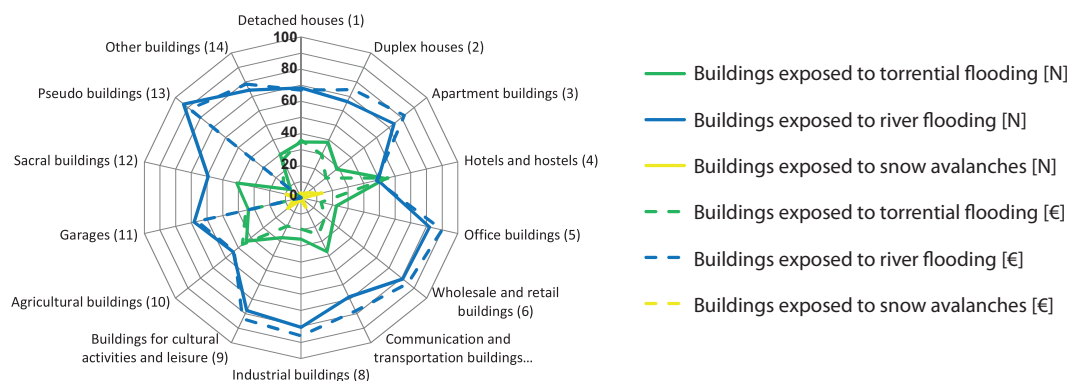 Detached houses (1)
Duplex houses (2)
Apartment buildings (3)
Hotels and hostels (4)
Office buildings (5)
Wholesale and retail
buildings (6)
Communication and
transportation buildings...
Industrial buildings (8)
Buildings for cultural
activities and leisure (9)
Agricultural buildings (10)
Garages (11)
Sacral buildings (12)
Pseudo buildings (13)
Other buildings (14)
100
80
60
40
20
0
Buildings exposed to torrential flooding [N]
Buildings exposed to river flooding [N]
Buildings exposed to snow avalanches [N]
Buildings exposed to torrential flooding [€]
Buildings exposed to river flooding [€]
Buildings exposed to snow avalanches [€]